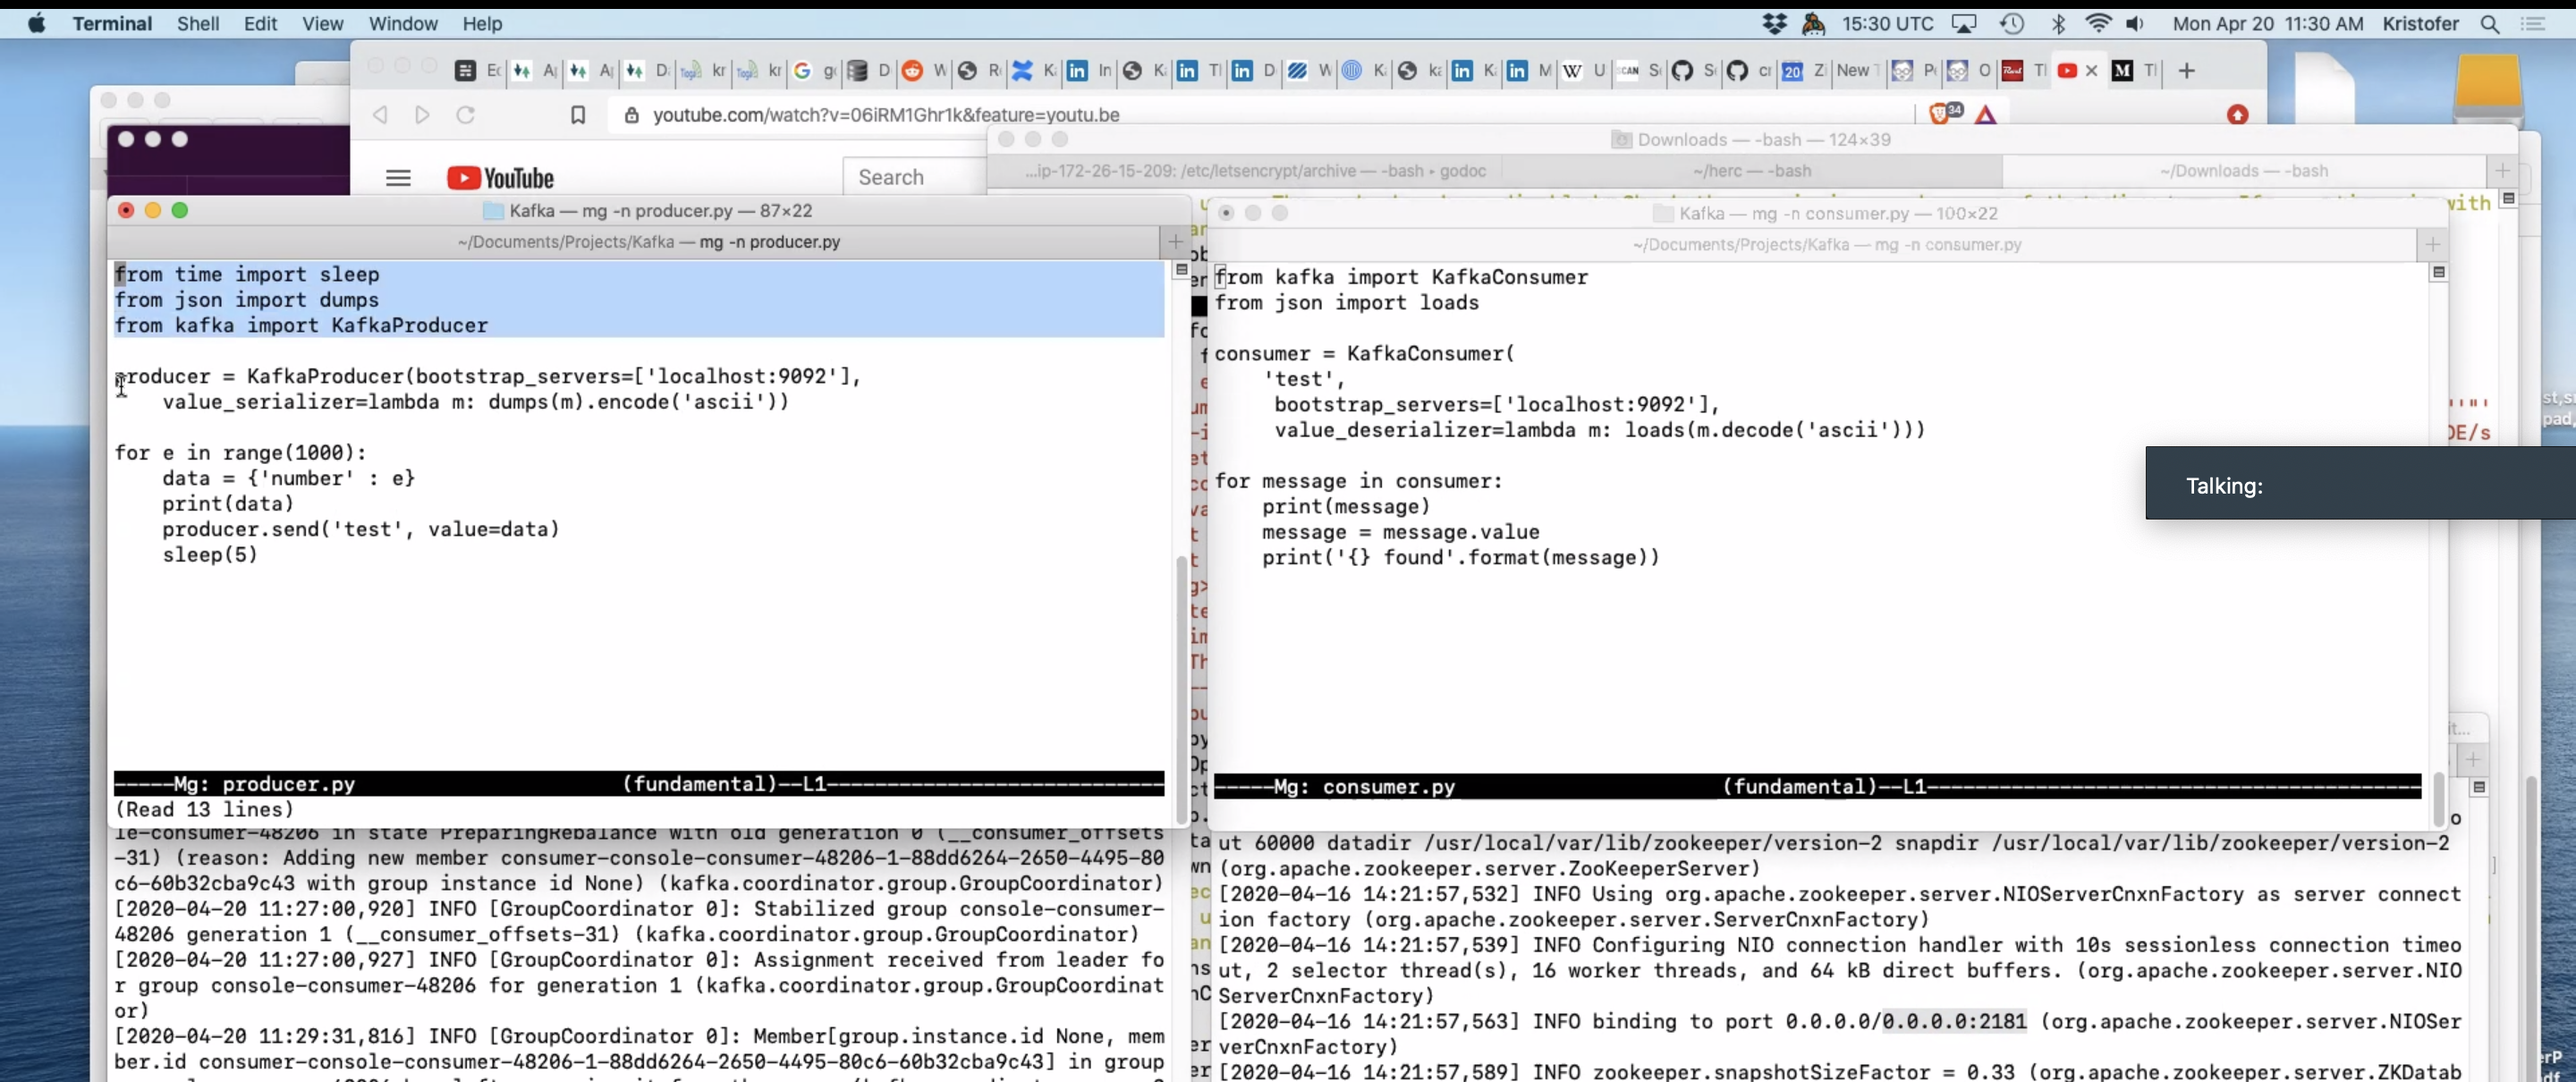 Terminal Shell Edit View Window Help
15:30 UTC Mon Apr 20 11:30 AM Kristofer
New
youtube.com/watch?v=06iRM1Ghr1k&feature=youtu.be
34
YouTube
Search
Downloads — -bash — 124×39
...ip-172-26-15-209: /etc/letsencrypt/archive — -bash ▸ godoc
~/herc — -bash
~/Downloads — -bash
Kafka — mg -n producer.py — 87×22
~/Documents/Projects/Kafka — mg -n producer.py
from time import sleep
from json import dumps
from kafka import KafkaProducer
producer = KafkaProducer(bootstrap_servers=['localhost:9092'],
value_serializer=lambda m: dumps(m).encode('ascii'))
for e in range(1000):
data = {'number' : e}
print(data)
producer.send('test', value=data)
sleep(5)
-----Mg: producer.py (fundamental)--L1----------------------------
(Read 13 lines)
Kafka — mg -n consumer.py — 100×22
~/Documents/Projects/Kafka — mg -n consumer.py
from kafka import KafkaConsumer
from json import loads
consumer = KafkaConsumer(
'test',
bootstrap_servers=['localhost:9092'],
value_deserializer=lambda m: loads(m.decode('ascii')))
for message in consumer:
print(message)
message = message.value
print('{} found'.format(message))
-----Mg: consumer.py (fundamental)--L1-----------------------------------------
Talking:
le-consumer-48206 in state PreparingRebalance with old generation 0 (__consumer_offsets
-31) (reason: Adding new member consumer-console-consumer-48206-1-88dd6264-2650-4495-80
c6-60b32cba9c43 with group instance id None) (kafka.coordinator.group.GroupCoordinator)
[2020-04-20 11:27:00,920] INFO [GroupCoordinator 0]: Stabilized group console-consumer-
48206 generation 1 (__consumer_offsets-31) (kafka.coordinator.group.GroupCoordinator)
[2020-04-20 11:27:00,927] INFO [GroupCoordinator 0]: Assignment received from leader fo
r group console-consumer-48206 for generation 1 (kafka.coordinator.group.GroupCoordinat
or)
[2020-04-20 11:29:31,816] INFO [GroupCoordinator 0]: Member[group.instance.id None, mem
ber.id consumer-console-consumer-48206-1-88dd6264-2650-4495-80c6-60b32cba9c43] in group
ut 60000 datadir /usr/local/var/lib/zookeeper/version-2 snapdir /usr/local/var/lib/zookeeper/version-2
(org.apache.zookeeper.server.ZooKeeperServer)
[2020-04-16 14:21:57,532] INFO Using org.apache.zookeeper.server.NIOServerCnxnFactory as server connect
ion factory (org.apache.zookeeper.server.ServerCnxnFactory)
[2020-04-16 14:21:57,539] INFO Configuring NIO connection handler with 10s sessionless connection timeo
ut, 2 selector thread(s), 16 worker threads, and 64 kB direct buffers. (org.apache.zookeeper.server.NIO
ServerCnxnFactory)
[2020-04-16 14:21:57,563] INFO binding to port 0.0.0.0/0.0.0.0:2181 (org.apache.zookeeper.server.NIOSer
verCnxnFactory)
[2020-04-16 14:21:57,589] INFO zookeeper.snapshotSizeFactor = 0.33 (org.apache.zookeeper.server.ZKDatab